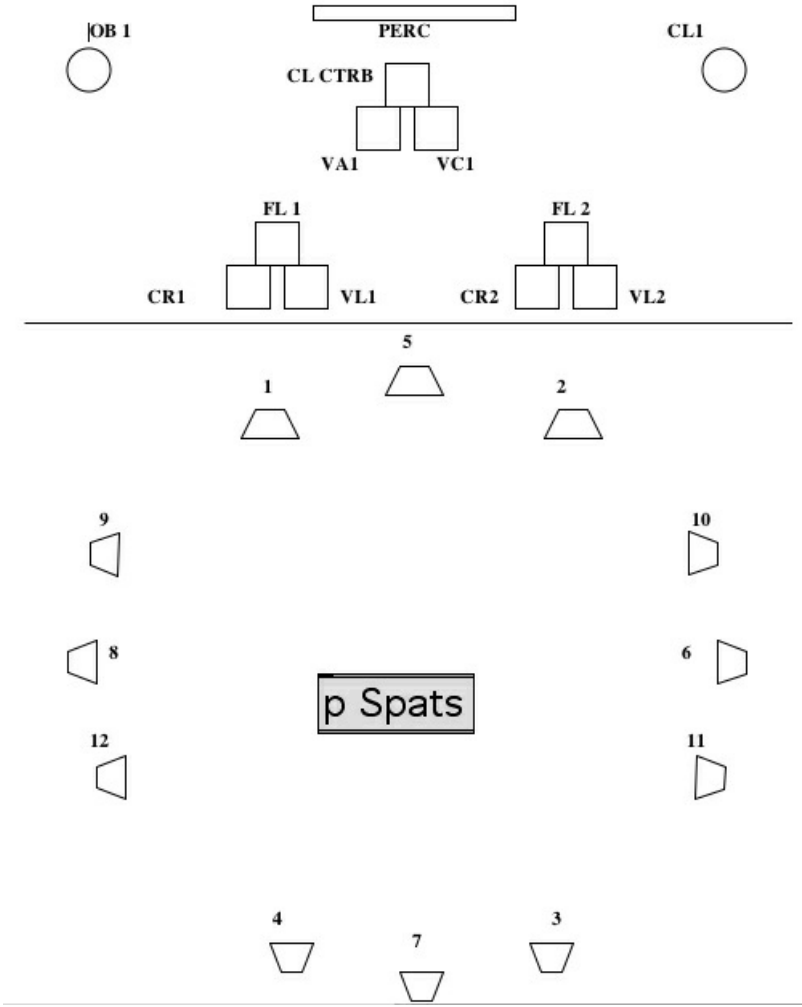 OB 1
PERC
CL1
CL CTRB
VA1
VC1
FL 1
FL 2
CR1
VL1
CR2
VL2
5
1
2
9
10
8
6
p Spats
12
11
4
3
7